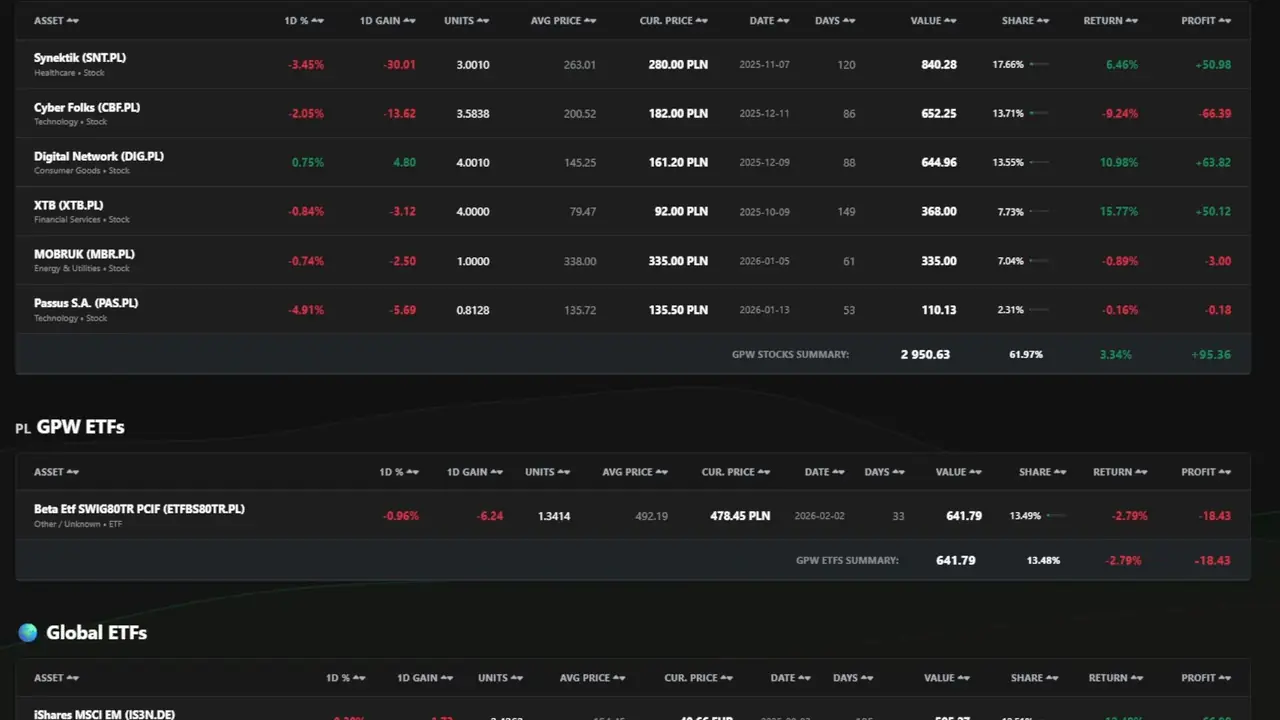 ASSET 1D % 1D GAIN UNITS AVG PRICE CUR. PRICE DATE DAYS VALUE SHARE RETURN PROFIT
Synektik (SNT.PL) -3.45% -30.01 3.0010 263.01 280.00 PLN 2025-11-07 120 840.28 17.66% 6.46% +50.98
Healthcare • Stock
Cyber Folks (CBF.PL) -2.05% -13.62 3.5838 200.52 182.00 PLN 2025-12-11 86 652.25 13.71% -9.24% -66.39
Technology • Stock
Digital Network (DIG.PL) 0.75% 4.80 4.0010 145.25 161.20 PLN 2025-12-09 88 644.96 13.55% 10.98% +63.82
Consumer Goods • Stock
XTB (XTB.PL) -0.84% -3.12 4.0000 79.47 92.00 PLN 2025-10-09 149 368.00 7.73% 15.77% +50.12
Financial Services • Stock
MOBRUK (MBR.PL) -0.74% -2.50 1.0000 338.00 335.00 PLN 2026-01-05 61 335.00 7.04% -0.89% -3.00
Energy & Utilities • Stock
Passus S.A. (PAS.PL) -4.91% -5.69 0.8128 135.72 135.50 PLN 2026-01-13 53 110.13 2.31% -0.16% -0.18
Technology • Stock
GPW STOCKS SUMMARY: 2 950.63 61.97% 3.34% +95.36
PL GPW ETFs
ASSET 1D % 1D GAIN UNITS AVG PRICE CUR. PRICE DATE DAYS VALUE SHARE RETURN PROFIT
Beta Etf SWIG80TR PCIF (ETFBS80TR.PL) -0.96% -6.24 1.3414 492.19 478.45 PLN 2026-02-02 33 641.79 13.49% -2.79% -18.43
Other / Unknown • ETF
GPW ETFS SUMMARY: 641.79 13.48% -2.79% -18.43
Global ETFs
ASSET 1D % 1D GAIN UNITS AVG PRICE CUR. PRICE DATE DAYS VALUE SHARE RETURN PROFIT
iShares MSCI EM (IS3N.DE)